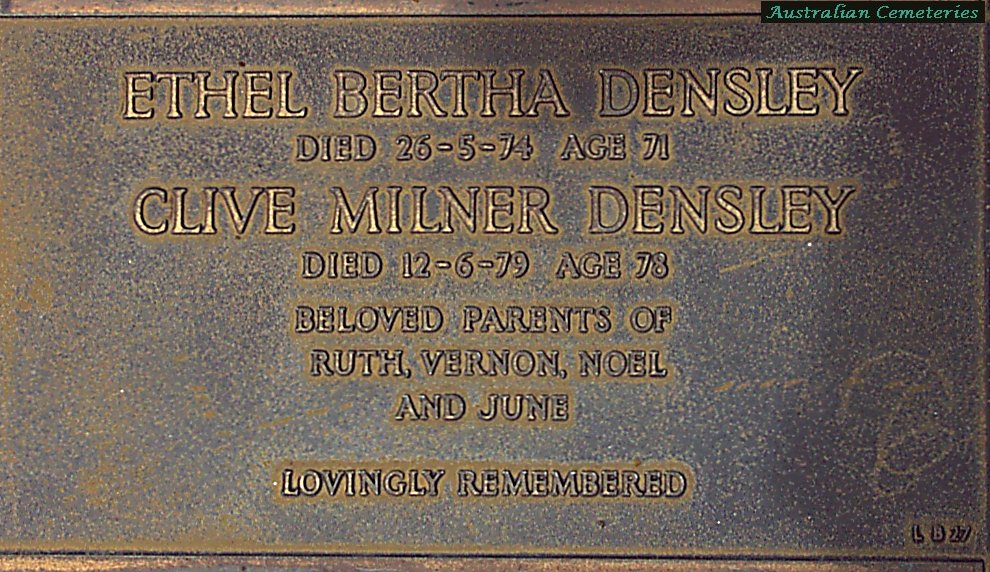 Australian Cemeteries
ETHEL BERTHA DENSLEY
DIED 26-5-74 AGE 71
CLIVE MILNER DENSLEY
DIED 12-6-79 AGE 78
BELOVED PARENTS OF
RUTH, VERNON, NOEL
AND JUNE
LOVINGLY REMEMBERED
L B 27